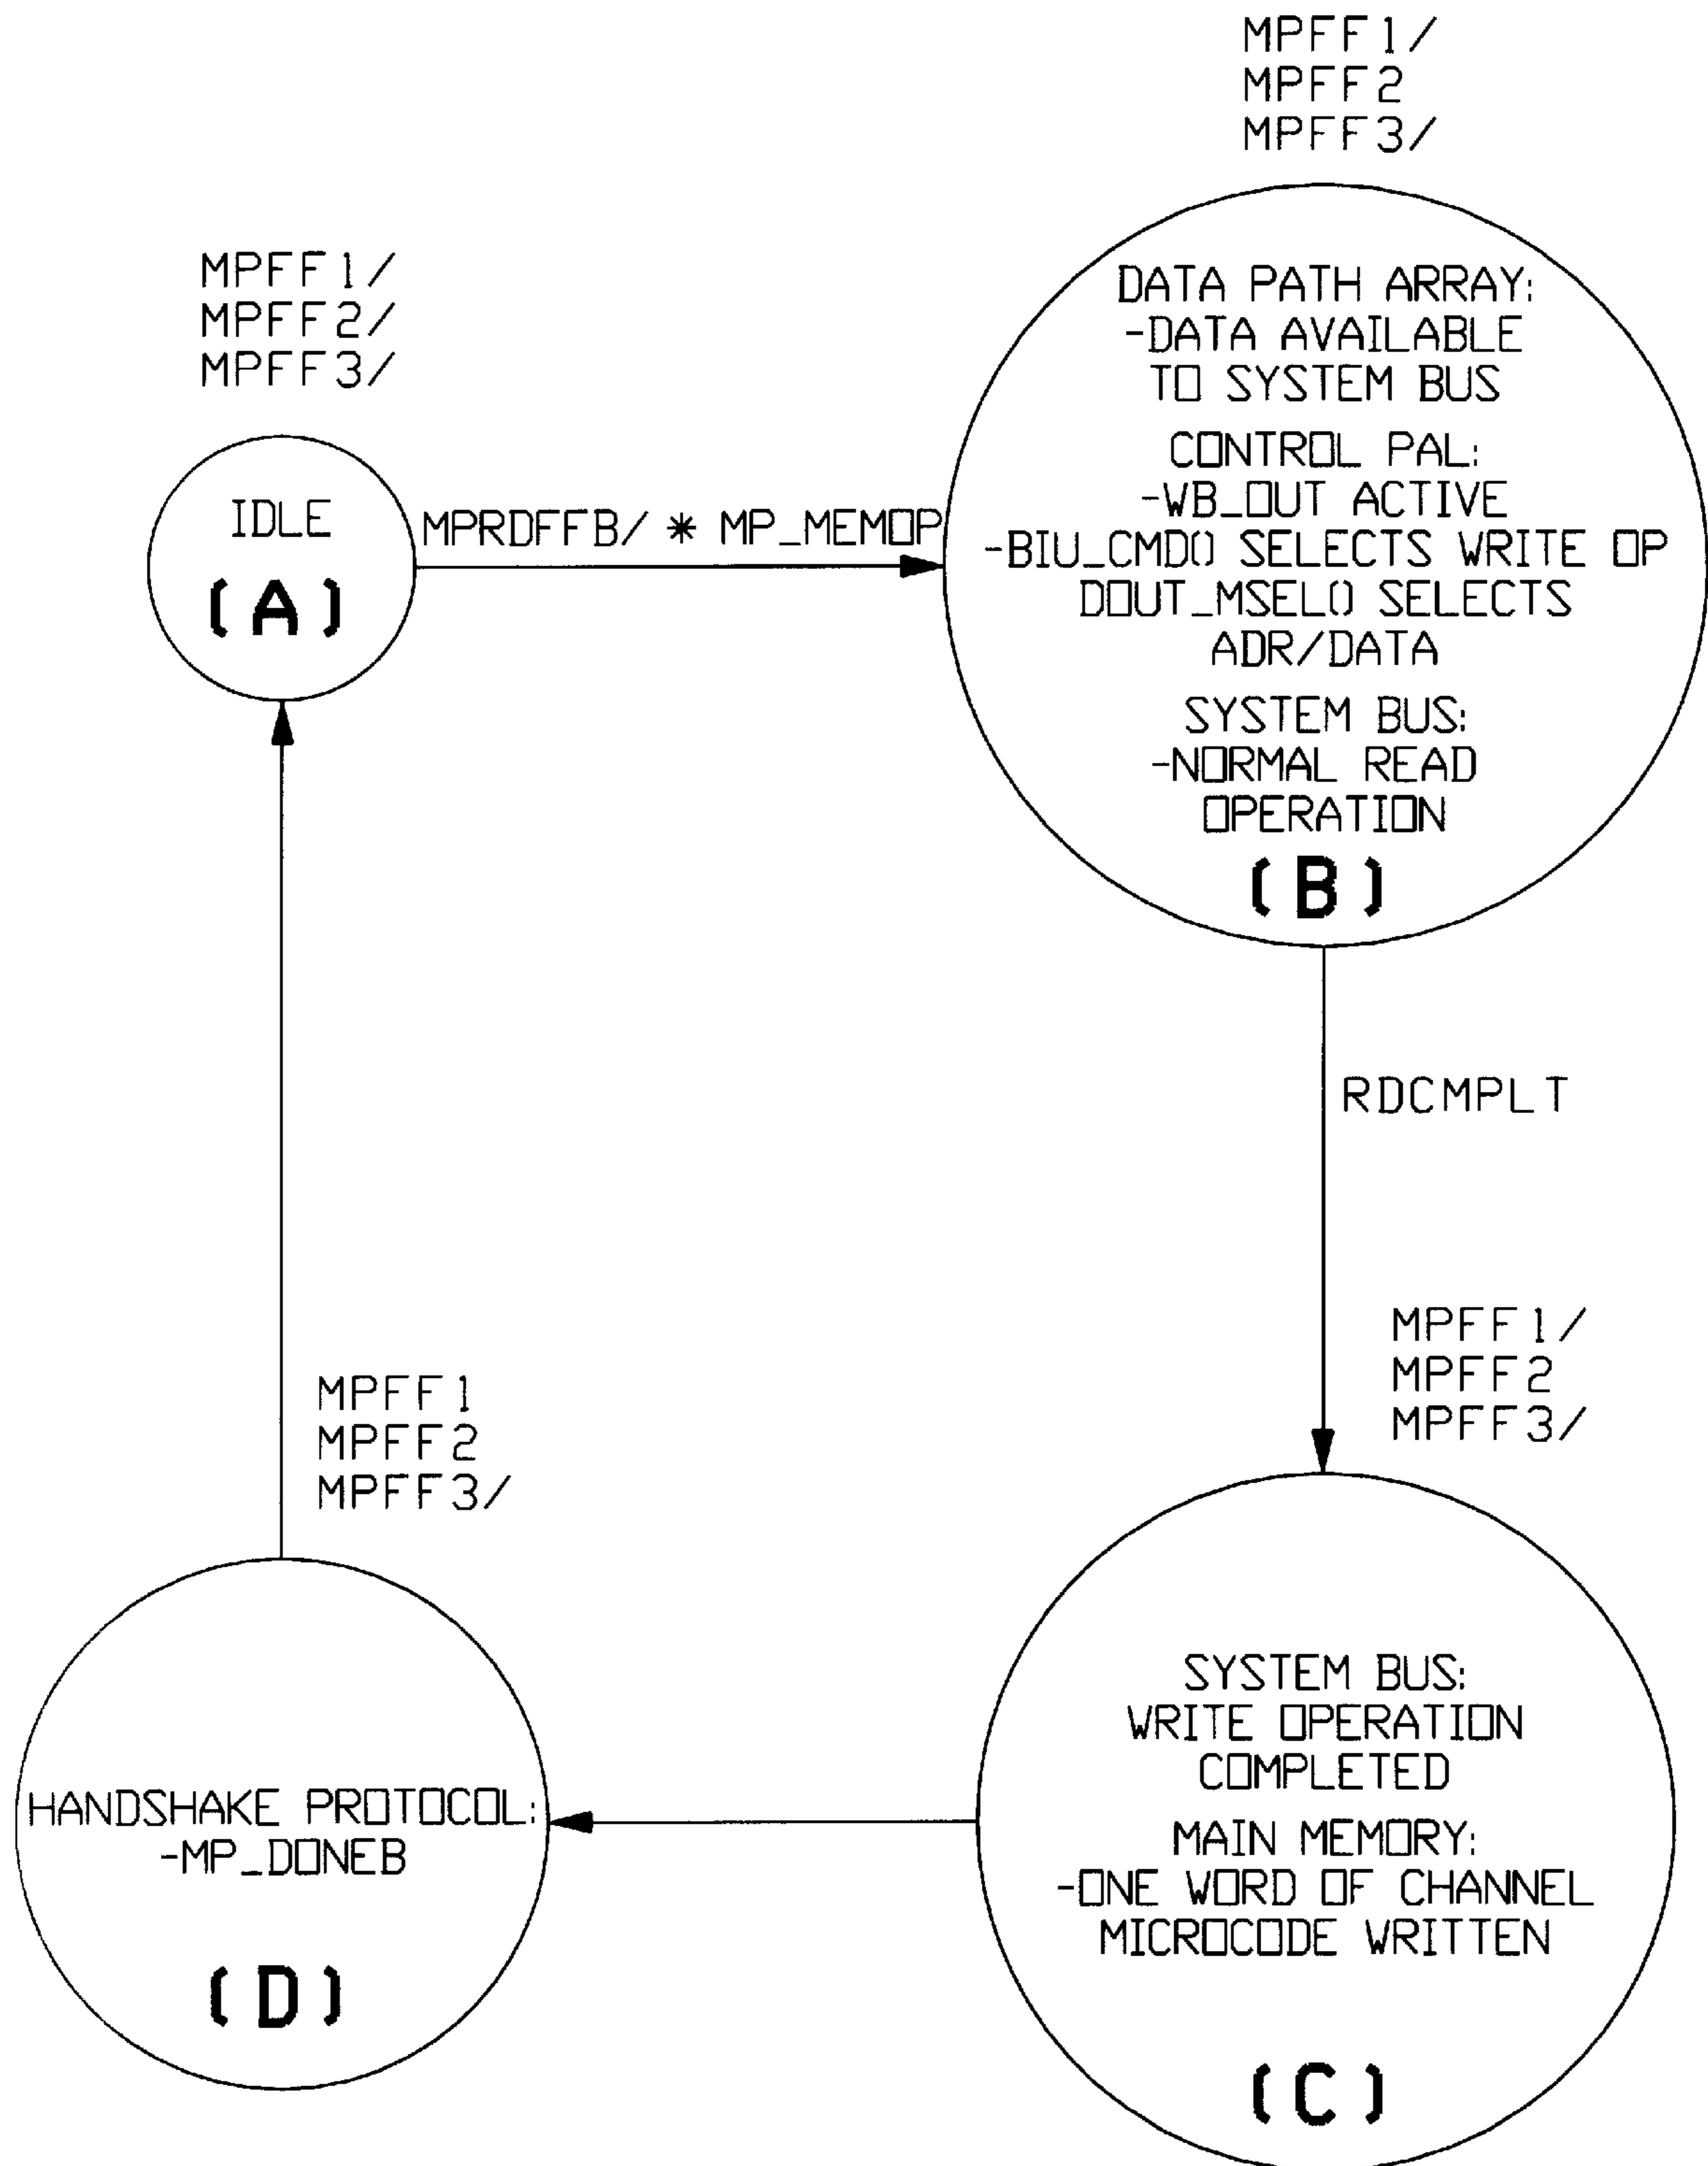 MPFF1/
MPFF2
MPFF3/
MPFF1/
MPFF2/
MPFF3/
IDLE
(A)
MPRDFFB/ * MP_MEMOP
DATA PATH ARRAY:
-DATA AVAILABLE
TO SYSTEM BUS
CONTROL PAL:
-WB_OUT ACTIVE
-BIU_CMD() SELECTS WRITE OP
DOUT_MSEL() SELECTS
ADR/DATA
SYSTEM BUS:
-NORMAL READ
OPERATION
(B)
RDCMPLT
MPFF1/
MPFF2
MPFF3/
SYSTEM BUS:
WRITE OPERATION
COMPLETED
MAIN MEMORY:
-ONE WORD OF CHANNEL
MICROCODE WRITTEN
(C)
MPFF1
MPFF2
MPFF3/
HANDSHAKE PROTOCOL:
-MP_DONEB
(D)